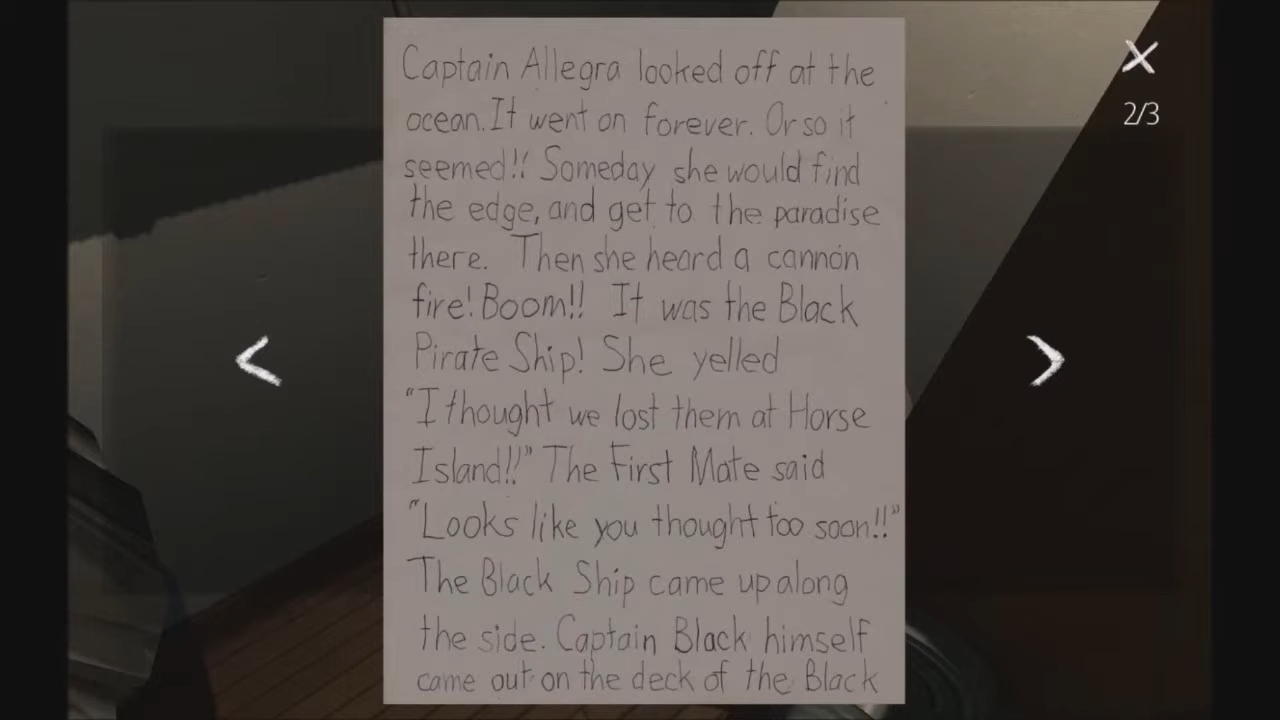 Captain Allegra looked off at the
ocean. It went on forever. Or so it
seemed!! Someday she would find
the edge, and get to the paradise
there. Then she heard a cannon
fire! Boom!! It was the Black
Pirate Ship! She yelled
"I thought we lost them at Horse
Island!!" The First Mate said
"Looks like you thought too soon!!"
The Black Ship came up along
the side. Captain Black himself
came out on the deck of the Black
2/3